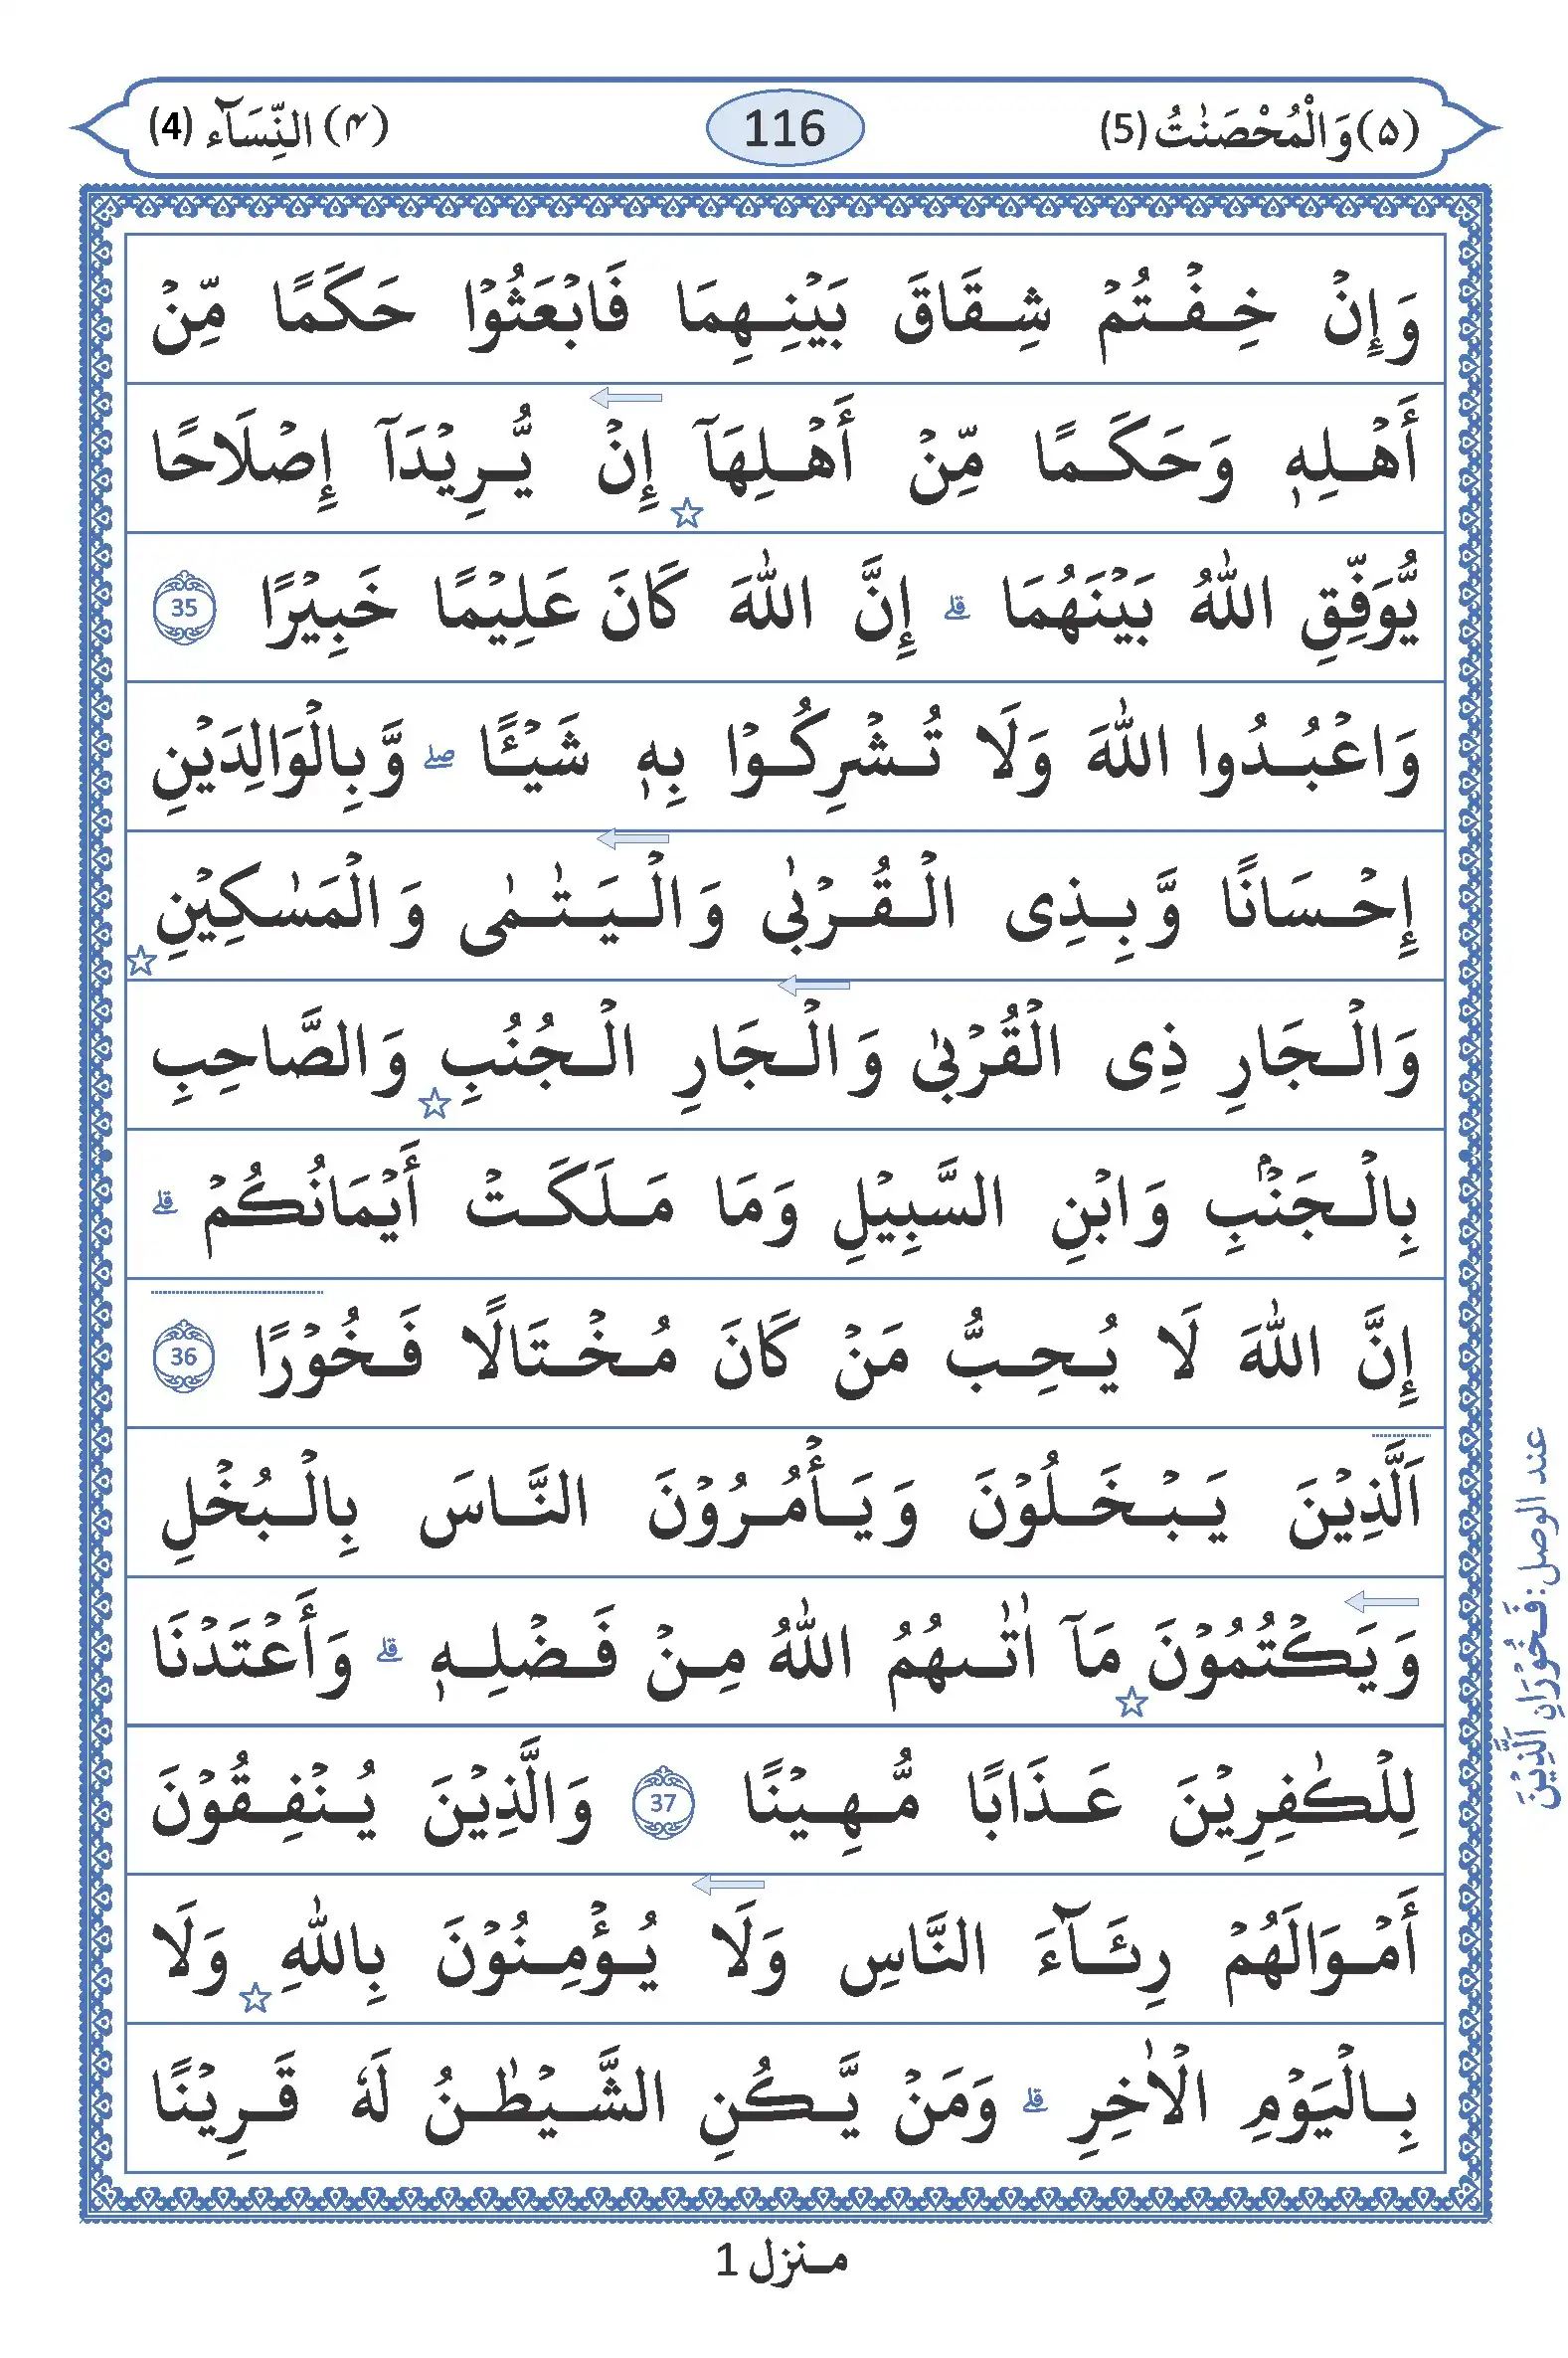 (۵) وَالْمُحْصَنٰتُ (5) 116 (۴) النِّسَآء (4)
وَإِنْ خِفْتُمْ شِقَاقَ بَيْنِهِمَا فَابْعَثُوْا حَكَمًا مِّنْ
أَهْلِهٖ وَحَكَمًا مِّنْ أَهْلِهَآ إِنْ يُّرِيْدَآ إِصْلَاحًا
يُّوَفِّقِ اللّٰهُ بَيْنَهُمَا ۗ إِنَّ اللّٰهَ كَانَ عَلِيْمًا خَبِيْرًا 35
وَاعْبُدُوا اللّٰهَ وَلَا تُشْرِكُوْا بِهٖ شَيْـًٔا ۖ وَّبِالْوَالِدَيْنِ
إِحْسَانًا وَّبِذِى الْقُرْبٰى وَالْيَتٰمٰى وَالْمَسٰكِيْنِ
وَالْجَارِ ذِى الْقُرْبٰى وَالْجَارِ الْجُنُبِ وَالصَّاحِبِ
بِالْجَنْۢبِ وَابْنِ السَّبِيْلِ وَمَا مَلَكَتْ أَيْمَانُكُمْ ۗ
إِنَّ اللّٰهَ لَا يُحِبُّ مَنْ كَانَ مُخْتَالًا فَخُوْرًا 36
اَلَّذِيْنَ يَبْخَلُوْنَ وَيَأْمُرُوْنَ النَّاسَ بِالْبُخْلِ
وَيَكْتُمُوْنَ مَآ اٰتٰىهُمُ اللّٰهُ مِنْ فَضْلِهٖ ۗ وَأَعْتَدْنَا
لِلْكٰفِرِيْنَ عَذَابًا مُّهِيْنًا 37 وَالَّذِيْنَ يُنْفِقُوْنَ
أَمْوَالَهُمْ رِئَآءَ النَّاسِ وَلَا يُؤْمِنُوْنَ بِاللّٰهِ وَلَا
بِالْيَوْمِ الْاٰخِرِ ۗ وَمَنْ يَّكُنِ الشَّيْطٰنُ لَهٗ قَرِيْنًا
عند الوصل: فَخُوْرَانِ الَّذِيْنَ
منزل 1